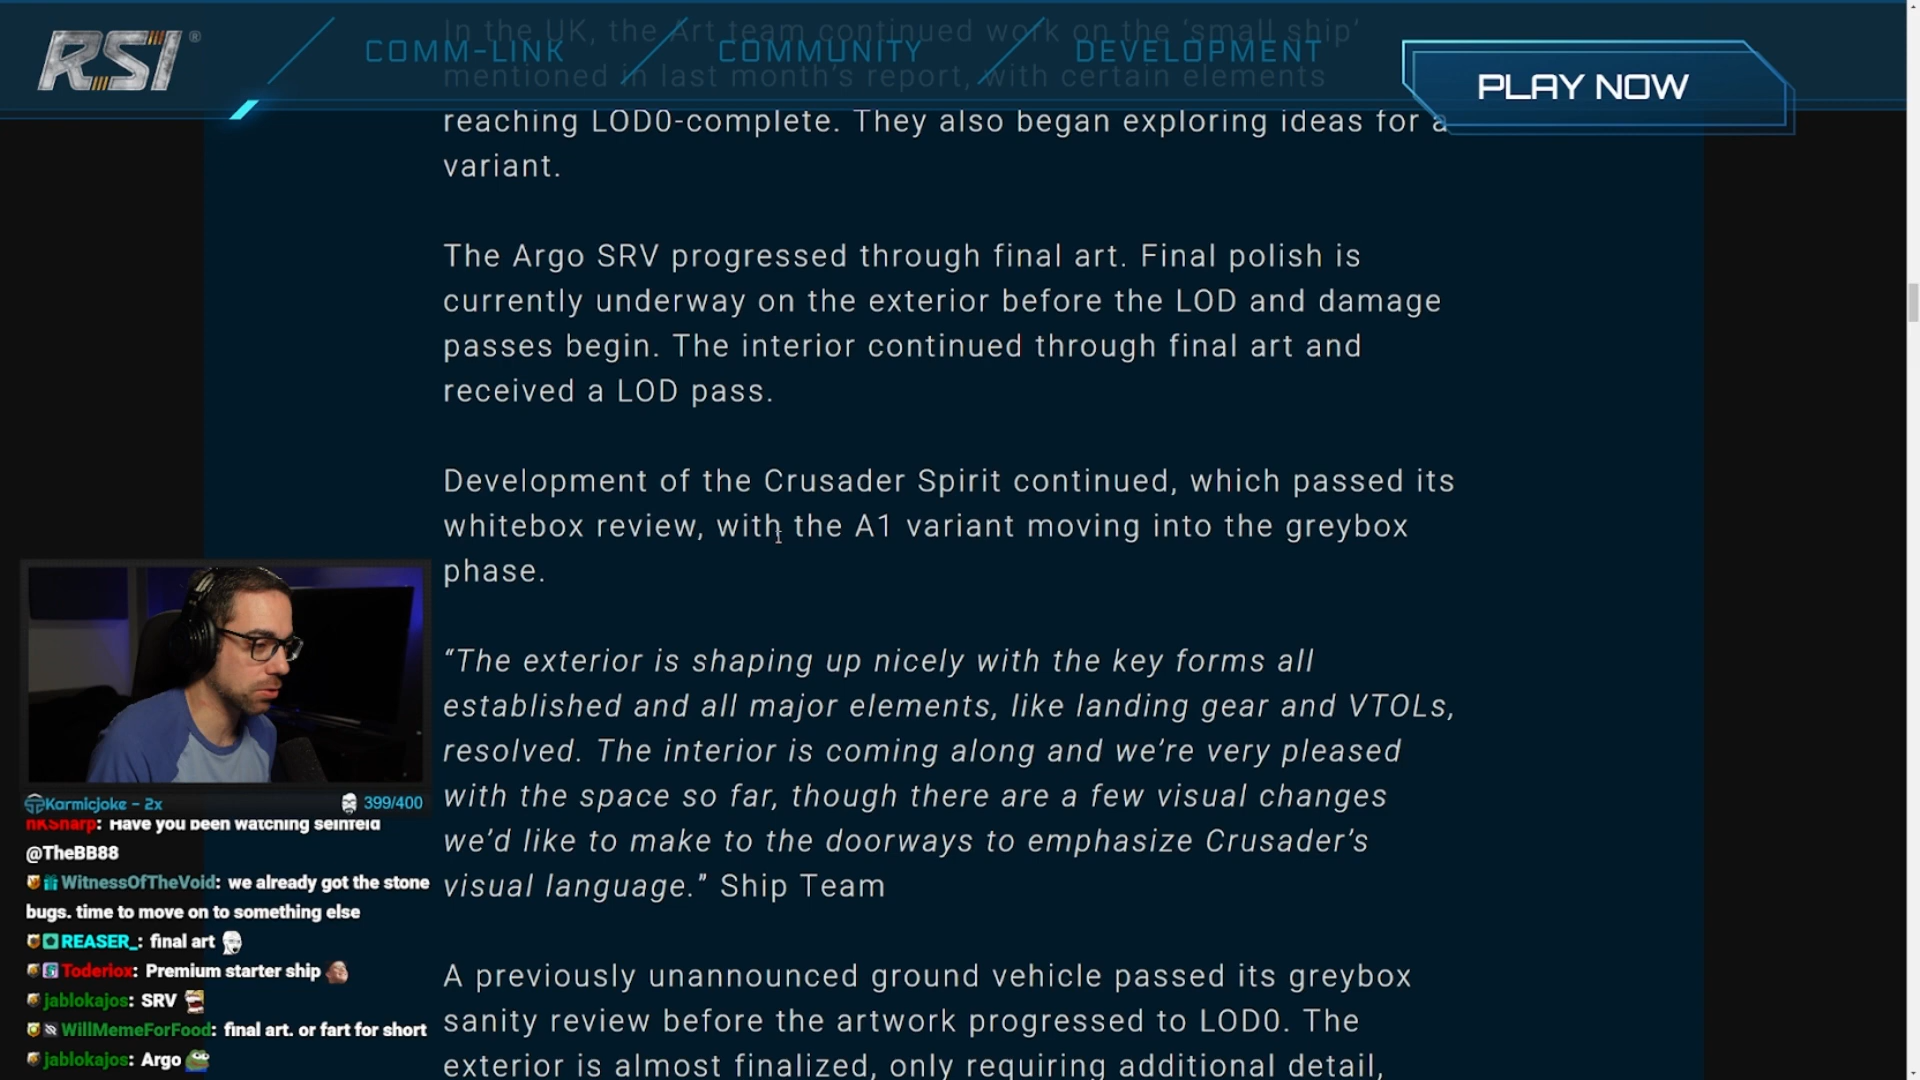 In the UK, the Art team continued work on the ‘small ship’
RSI®
COMM-LINK
COMMUNITY
DEVELOPMENT
PLAY NOW
mentioned in last month’s report, with certain elements
reaching LOD0-complete. They also began exploring ideas for a
variant.
The Argo SRV progressed through final art. Final polish is
currently underway on the exterior before the LOD and damage
passes begin. The interior continued through final art and
received a LOD pass.
Development of the Crusader Spirit continued, which passed its
whitebox review, with the A1 variant moving into the greybox
phase.
“The exterior is shaping up nicely with the key forms all
established and all major elements, like landing gear and VTOLs,
resolved. The interior is coming along and we’re very pleased
with the space so far, though there are a few visual changes
we’d like to make to the doorways to emphasize Crusader’s
visual language.” Ship Team
A previously unannounced ground vehicle passed its greybox
sanity review before the artwork progressed to LOD0. The
exterior is almost finalized, only requiring additional detail,
Karmicjoke - 2x
399/400
nKSharp: Have you been watching seinfeld
@TheBB88
WitnessOfTheVoid: we already got the stone
bugs. time to move on to something else
REASER_: final art
Toderiox: Premium starter ship
jablokajos: SRV
WillMemeForFood: final art. or fart for short
jablokajos: Argo